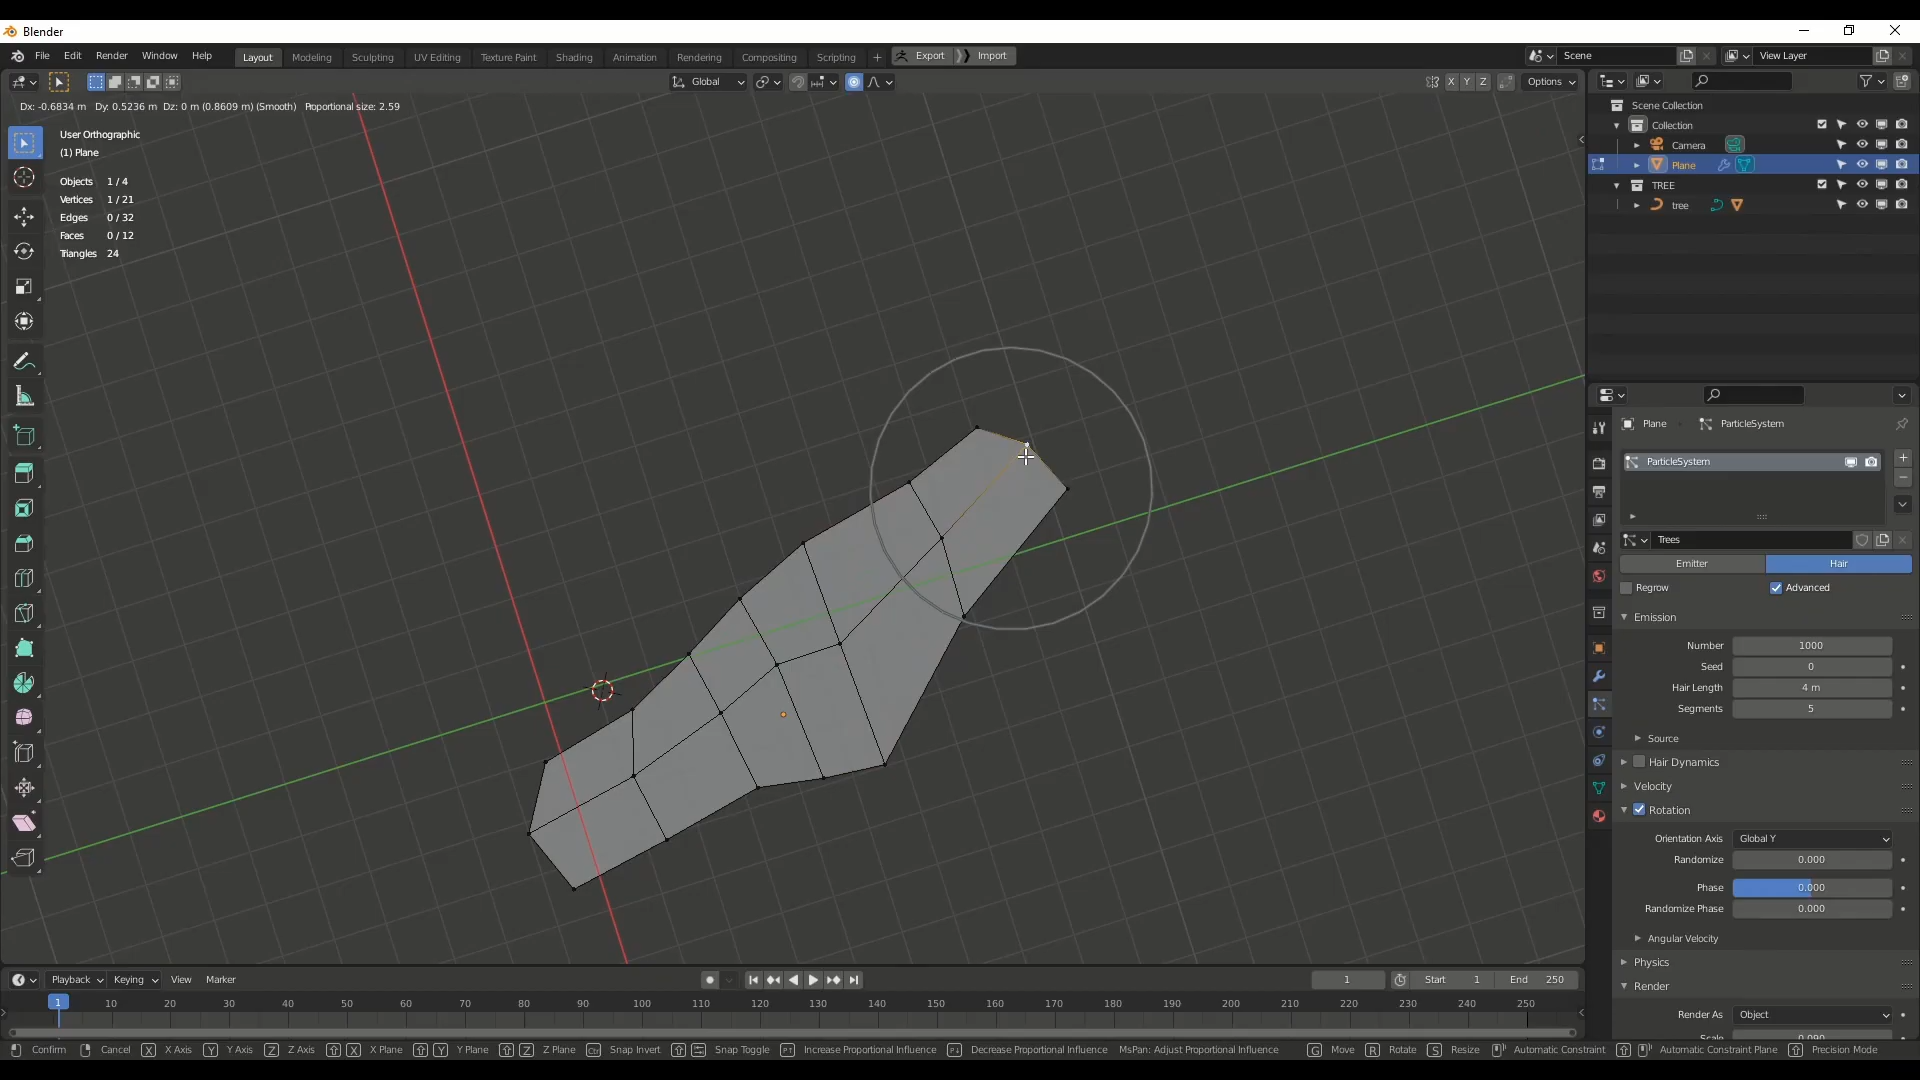 Blender
File Edit Render Window Help Layout Modeling Sculpting UV Editing Texture Paint Shading Animation Rendering Compositing Scripting + Export Import Scene View Layer
Global X Y Z Options
Dx: -0.6834 m Dy: 0.5236 m Dz: 0 m (0.8609 m) (Smooth) Poportional size: 2.59
User Orthographic
(1) Plane
Objects 1 / 4
Vertices 1 / 21
Edges 0 / 32
Faces 0 / 12
Triangles 24
Scene Collection
Collection
Camera
Plane
TREE
tree
Plane ParticleSystem
ParticleSystem
Trees
Emitter Hair
Regrow Advanced
Emission
Number 1000
Seed 0
Hair Length 4 m
Segments 5
Source
Hair Dynamics
Velocity
Rotation
Orientation Axis Global Y
Randomize 0.000
Phase 0.000
Randomize Phase 0.000
Angular Velocity
Physics
Render
Render As Object
Playback Keying View Marker 1 Start 1 End 250
1 10 20 30 40 50 60 70 80 90 100 110 120 130 140 150 160 170 180 190 200 210 220 230 240 250
Confirm Cancel X X Axis Y Y Axis Z Z Axis X X Plane Y Y Plane Z Z Plane Ctrl Snap Invert Snap Toggle Increase Proportional Influence Decrease Proportional Influence MsPan: Adjust Proportional Influence G Move R Rotate S Resize Automatic Constraint Automatic Constraint Plane Precision Mode